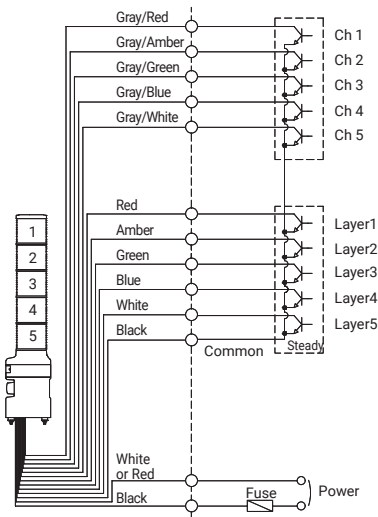 Gray/Red
Ch 1
Gray/Amber
Ch 2
Gray/Green
Ch 3
Gray/Blue
Ch 4
Gray/White
Ch 5
Red
Layer1
Amber
Layer2
Green
Layer3
Blue
Layer4
White
Layer5
Black
Common
Steady
1
2
3
4
5
White
or Red
Black
Fuse
Power